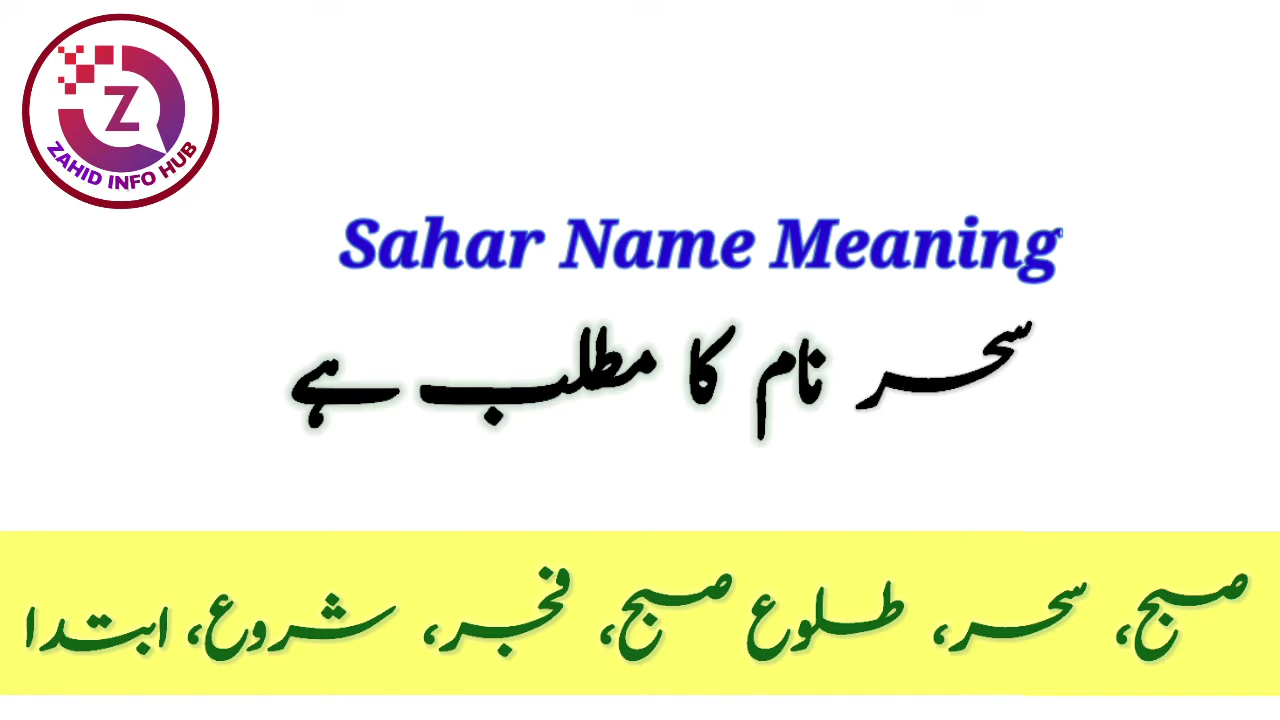 Z
ZAHID INFO HUB
Sahar Name Meaning
سحر نام کا مطلب ہے
صبح، سحر، طلوع صبح، فجر، شروع، ابتدا